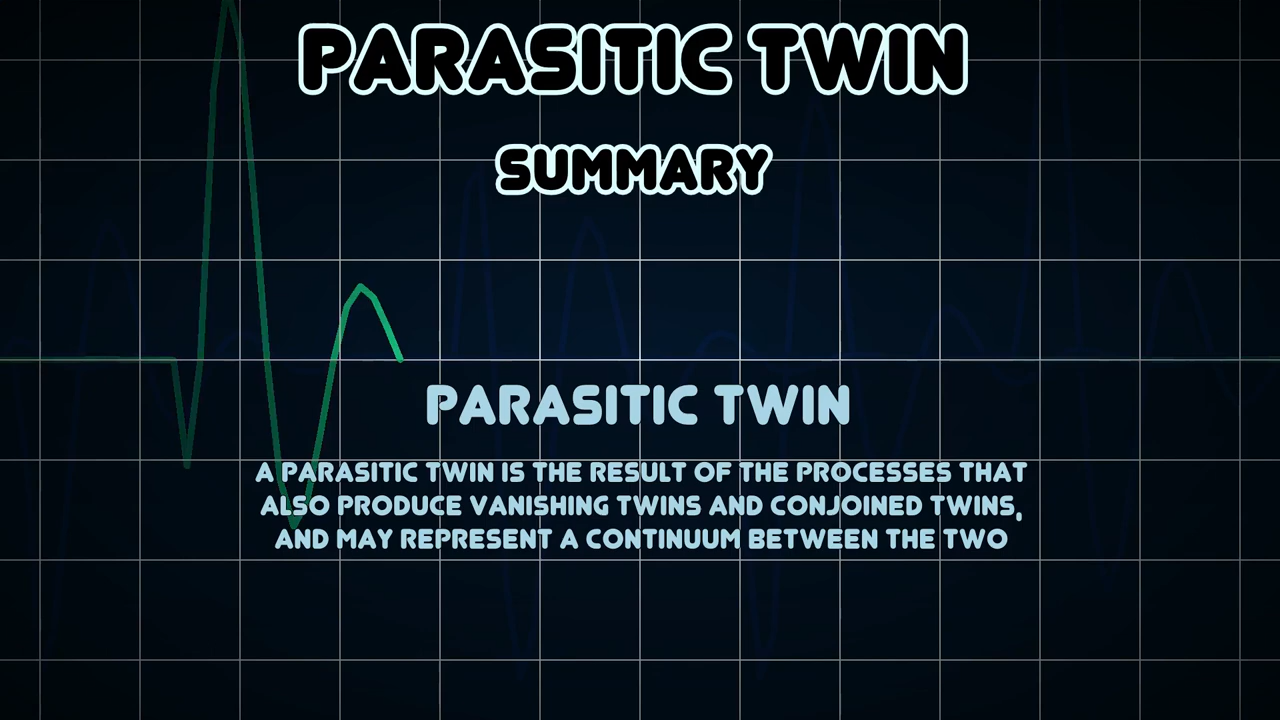 PARASITIC TWIN
SUMMARY
PARASITIC TWIN
A PARASITIC TWIN IS THE RESULT OF THE PROCESSES THAT
ALSO PRODUCE VANISHING TWINS AND CONJOINED TWINS,
AND MAY REPRESENT A CONTINUUM BETWEEN THE TWO